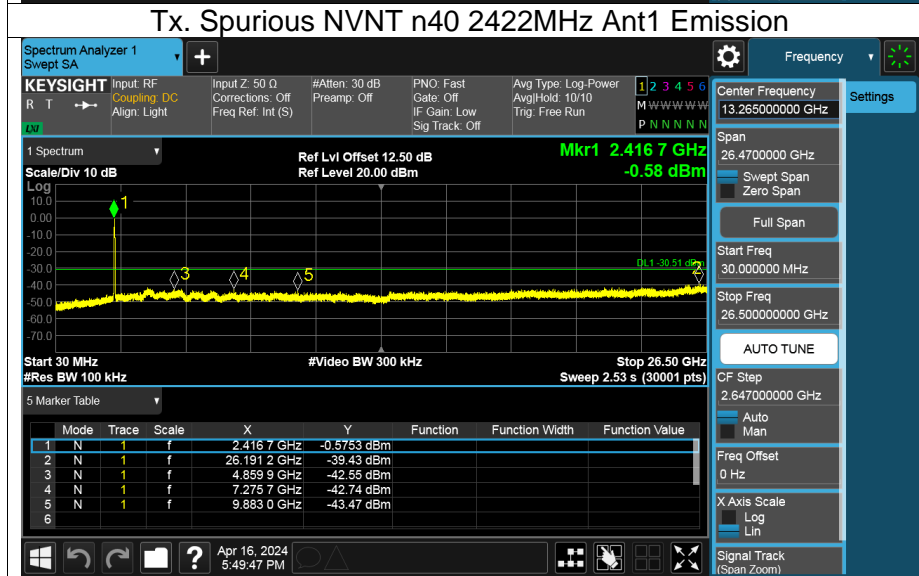 Tx. Spurious NVNT n40 2422MHz Ant1 Emission
Spectrum Analyzer 1
Swept SA
+
Frequency
KEYSIGHT
R T
LXI
Input: RF
Coupling: DC
Align: Light
Input Z: 50 Ω
Corrections: Off
Freq Ref: Int (S)
#Atten: 30 dB
Preamp: Off
PNO: Fast
Gate: Off
IF Gain: Low
Sig Track: Off
Avg Type: Log-Power
Avg|Hold: 10/10
Trig: Free Run
1 2 3 4 5 6
M W W W W W
P N N N N N
1 Spectrum
Scale/Div 10 dB
Ref Lvl Offset 12.50 dB
Ref Level 20.00 dBm
Mkr1 2.416 7 GHz
-0.58 dBm
Log
10.0
0.00
-10.0
-20.0
-30.0
-40.0
-50.0
-60.0
-70.0
1
3
4
5
DL1 -30.51 dBm
2
Start 30 MHz
#Video BW 300 kHz
Stop 26.50 GHz
#Res BW 100 kHz
Sweep 2.53 s (30001 pts)
5 Marker Table
Mode Trace Scale X Y Function Function Width Function Value
1 N 1 f 2.416 7 GHz -0.5753 dBm
2 N 1 f 26.191 2 GHz -39.43 dBm
3 N 1 f 4.859 9 GHz -42.55 dBm
4 N 1 f 7.275 7 GHz -42.74 dBm
5 N 1 f 9.883 0 GHz -43.47 dBm
6
?
Apr 16, 2024
5:49:47 PM
Center Frequency
13.265000000 GHz
Settings
Span
26.4700000 GHz
Swept Span
Zero Span
Full Span
Start Freq
30.000000 MHz
Stop Freq
26.500000000 GHz
AUTO TUNE
CF Step
2.647000000 GHz
Auto
Man
Freq Offset
0 Hz
X Axis Scale
Log
Lin
Signal Track
(Span Zoom)